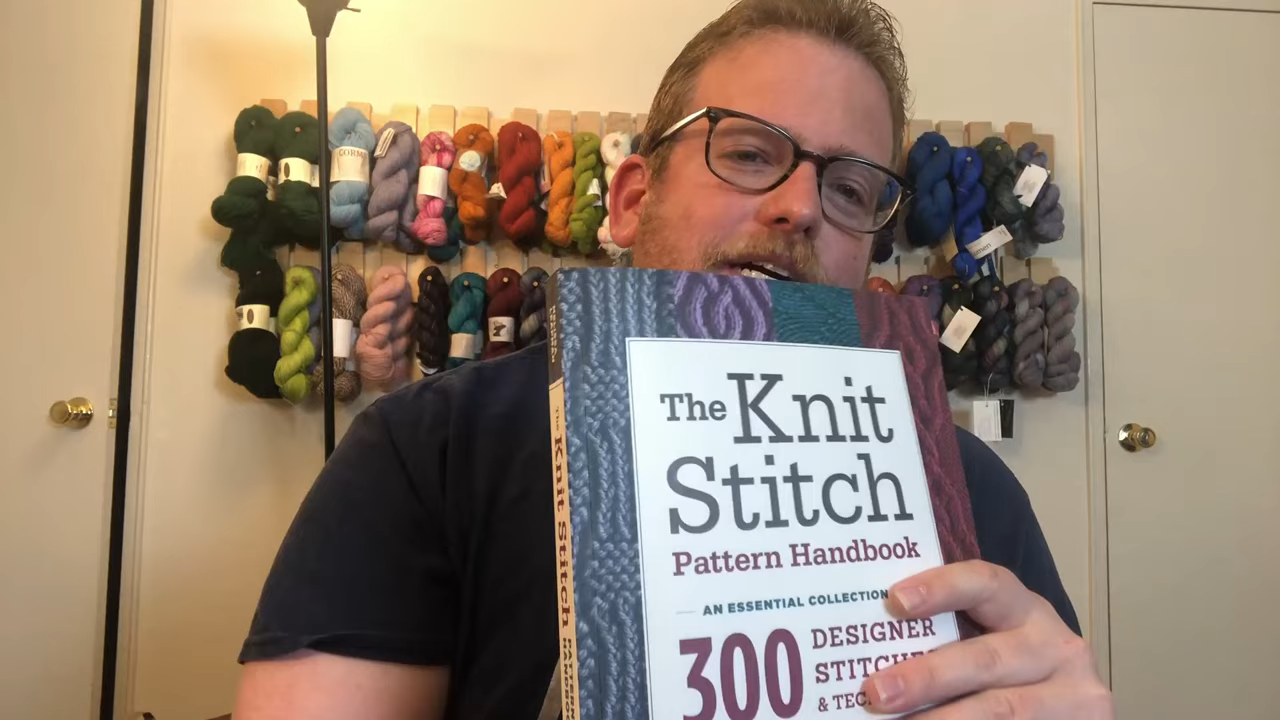 The Knit
Stitch
Pattern Handbook
AN ESSENTIAL COLLECTION
300 DESIGNER
STITCHES
& TEC
The Knit Stitch